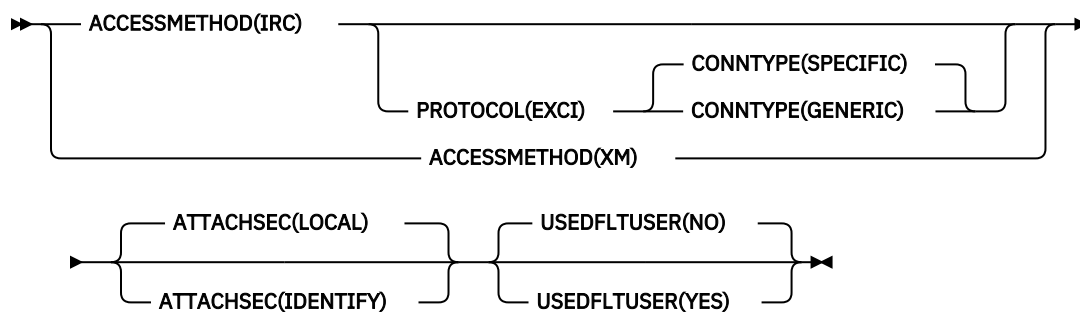 ACCESSMETHOD(IRC)
CONNTYPE(SPECIFIC)
PROTOCOL(EXCI) CONNTYPE(GENERIC)
ACCESSMETHOD(XM)
ATTACHSEC(LOCAL) USEDFLTUSER(NO)
ATTACHSEC(IDENTIFY) USEDFLTUSER(YES)